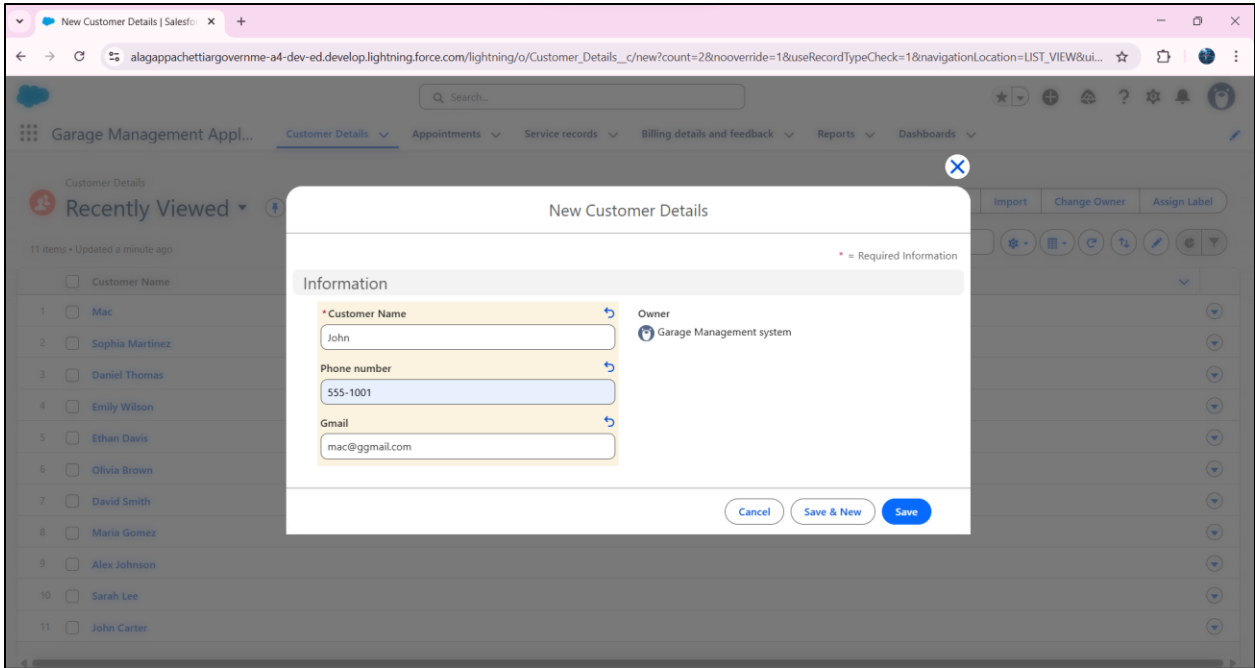 New Customer Details | Salesfo
alagappachettiargovernme-a4-dev-ed.develop.lightning.force.com/lightning/o/Customer_Details__c/new?count=2&nooverride=1&useRecordTypeCheck=1&navigationLocation=LIST_VIEW&ui...
Search...
Garage Management Appl... Customer Details Appointments Service records Billing details and feedback Reports Dashboards
Customer Details
Recently Viewed
Import Change Owner Assign Label
New Customer Details
11 items • Updated a minute ago
* = Required Information
Customer Name
Information
* Customer Name
Owner
John
Garage Management system
Phone number
555-1001
Gmail
mac@ggmail.com
Cancel Save & New Save
1 Mac
2 Sophia Martinez
3 Daniel Thomas
4 Emily Wilson
5 Ethan Davis
6 Olivia Brown
7 David Smith
8 Maria Gomez
9 Alex Johnson
10 Sarah Lee
11 John Carter